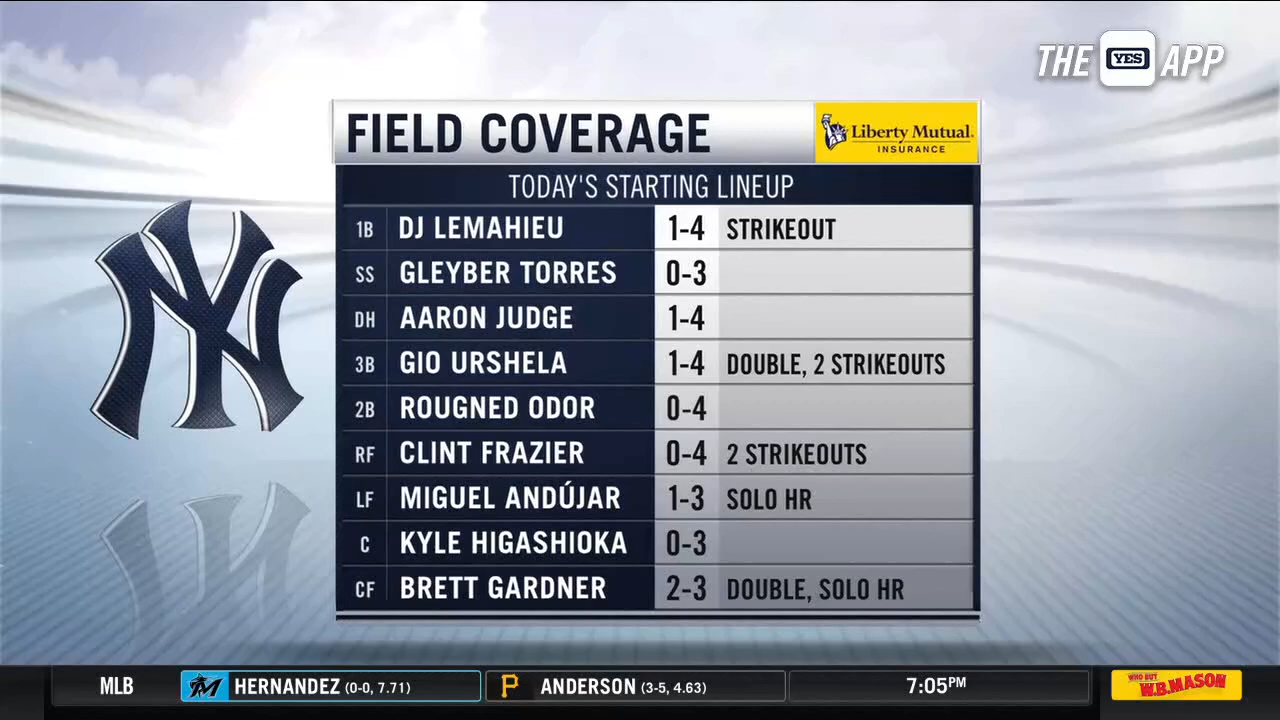 THE YES APP
FIELD COVERAGE
Liberty Mutual.
INSURANCE
TODAY'S STARTING LINEUP
1B DJ LEMAHIEU 1-4 STRIKEOUT
SS GLEYBER TORRES 0-3
DH AARON JUDGE 1-4
3B GIO URSHELA 1-4 DOUBLE, 2 STRIKEOUTS
2B ROUGNED ODOR 0-4
RF CLINT FRAZIER 0-4 2 STRIKEOUTS
LF MIGUEL ANDÚJAR 1-3 SOLO HR
C KYLE HIGASHIOKA 0-3
CF BRETT GARDNER 2-3 DOUBLE, SOLO HR
NY
MLB M HERNANDEZ (0-0, 7.71) P ANDERSON (3-5, 4.63) 7:05PM
WHO BUT
W.B. MASON